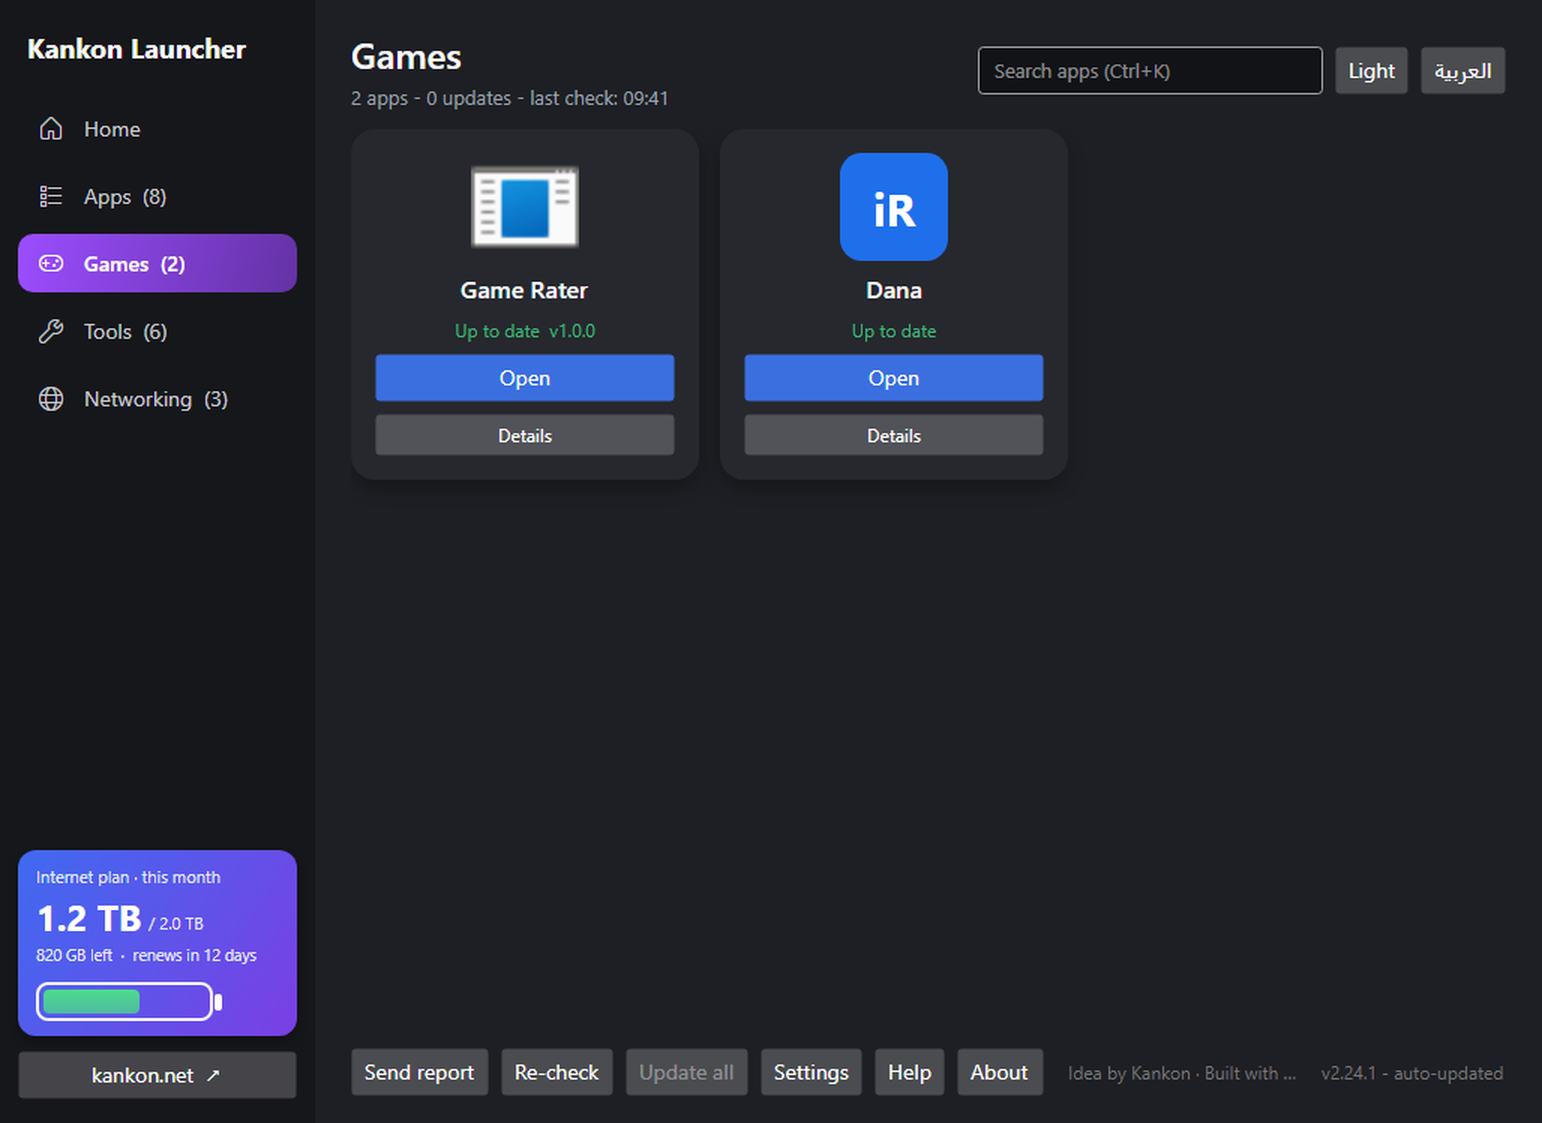 Kankon Launcher
Home
Apps (8)
Games (2)
Tools (6)
Networking (3)
Internet plan · this month
1.2 TB / 2.0 TB
820 GB left · renews in 12 days
kankon.net ↗
Games
2 apps - 0 updates - last check: 09:41
Search apps (Ctrl+K)
Light
العربية
Game Rater
Up to date v1.0.0
Open
Details
iR
Dana
Up to date
Open
Details
Send report
Re-check
Update all
Settings
Help
About
Idea by Kankon · Built with ...
v2.24.1 - auto-updated